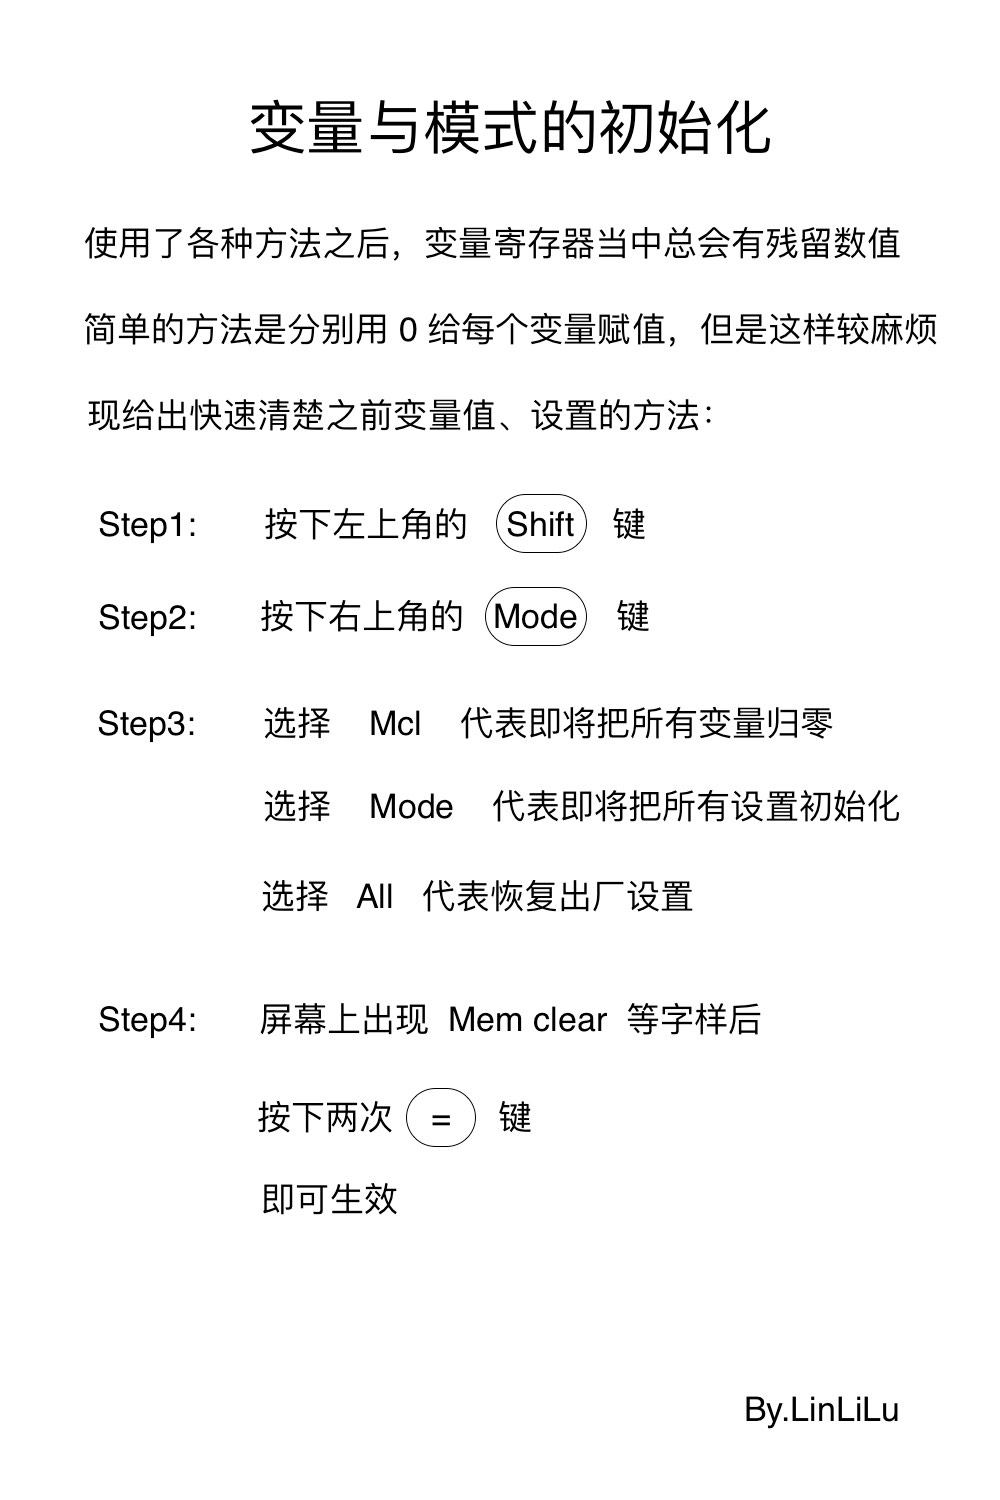 变量与模式的初始化
使用了各种方法之后，变量寄存器当中总会有残留数值
简单的方法是分别用 0 给每个变量赋值，但是这样较麻烦
现给出快速清楚之前变量值、设置的方法：
Step1: 按下左上角的 Shift 键
Step2: 按下右上角的 Mode 键
Step3: 选择 Mcl 代表即将把所有变量归零
选择 Mode 代表即将把所有设置初始化
选择 All 代表恢复出厂设置
Step4: 屏幕上出现 Mem clear 等字样后
按下两次 = 键
即可生效
By.LinLiLu